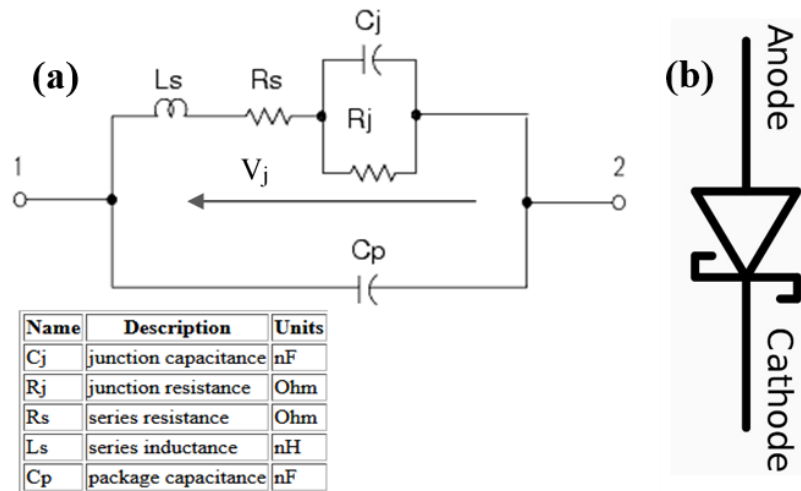 (a)
Cj
Ls
Rs
Rj
1
Vj
2
Cp
Name Description Units
Cj junction capacitance nF
Rj junction resistance Ohm
Rs series resistance Ohm
Ls series inductance nH
Cp package capacitance nF
(b)
Anode
Cathode